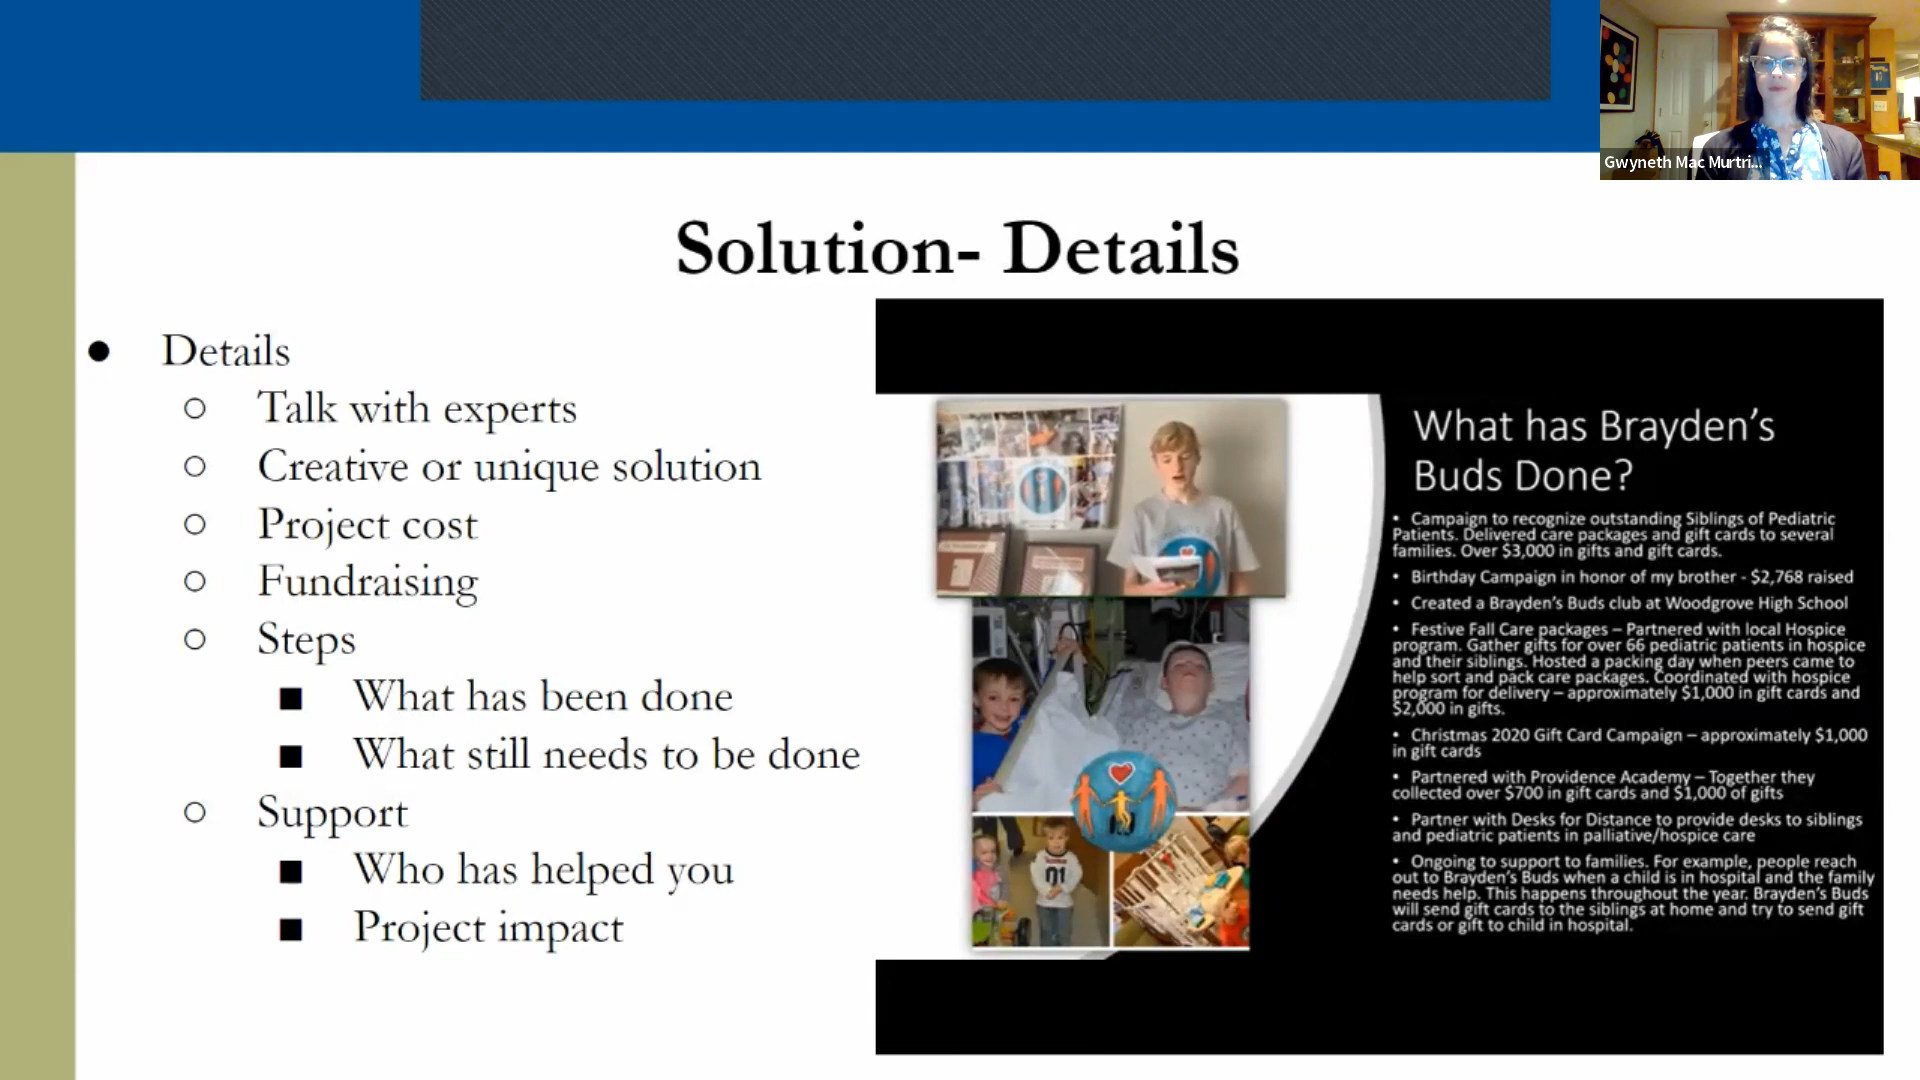 Gwyneth Mac Murtri...
Solution- Details
● Details
○ Talk with experts
○ Creative or unique solution
○ Project cost
○ Fundraising
○ Steps
■ What has been done
■ What still needs to be done
○ Support
■ Who has helped you
■ Project impact
What has Brayden's
Buds Done?
• Campaign to recognize outstanding Siblings of Pediatric
Patients. Delivered care packages and gift cards to several
families. Over $3,000 in gifts and gift cards.
• Birthday Campaign in honor of my brother - $2,768 raised
• Created a Brayden's Buds club at Woodgrove High School
• Festive Fall Care packages – Partnered with local Hospice
program. Gather gifts for over 66 pediatric patients in hospice
and their siblings. Hosted a packing day when peers came to
help sort and pack care packages. Coordinated with hospice
program for delivery – approximately $1,000 in gift cards and
$2,000 in gifts.
• Christmas 2020 Gift Card Campaign – approximately $1,000
in gift cards
• Partnered with Providence Academy – Together they
collected over $700 in gift cards and $1,000 of gifts
• Partner with Desks for Distance to provide desks to siblings
and pediatric patients in palliative/hospice care
• Ongoing to support to families. For example, people reach
out to Brayden's Buds when a child is in hospital and the family
needs help. This happens throughout the year. Brayden's Buds
will send gift cards to the siblings at home and try to send gift
cards or gift to child in hospital.